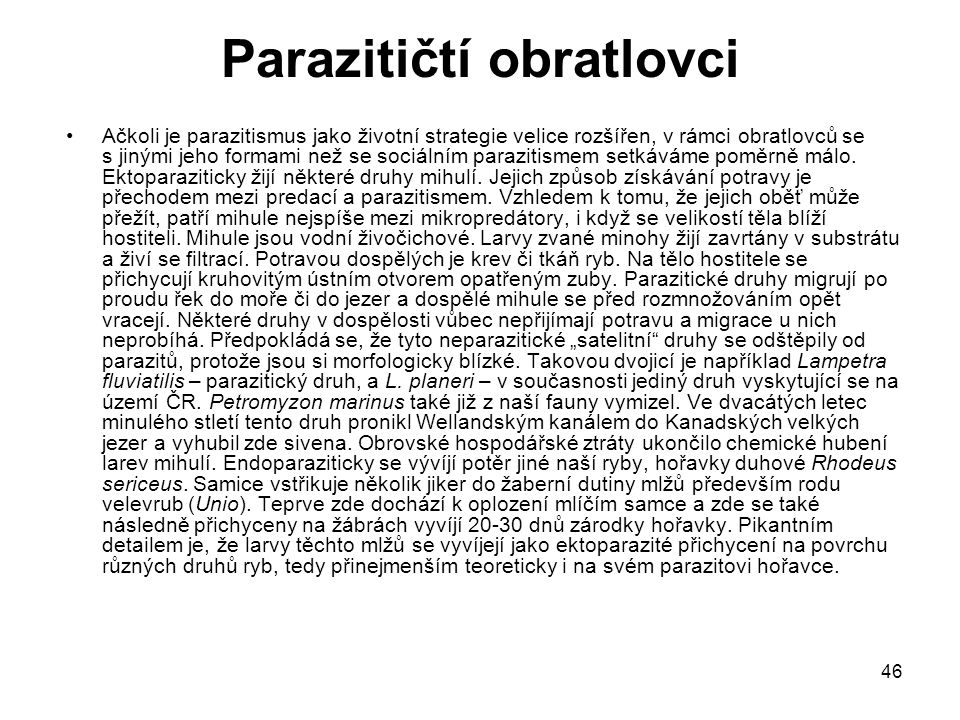 Parazitičtí obratlovci
• Ačkoli je parazitismus jako životní strategie velice rozšířen, v rámci obratlovců se
s jinými jeho formami než se sociálním parazitismem setkáváme poměrně málo.
Ektoparaziticky žijí některé druhy mihulí. Jejich způsob získávání potravy je
přechodem mezi predací a parazitismem. Vzhledem k tomu, že jejich oběť může
přežít, patří mihule nejspíše mezi mikropredátory, i když se velikostí těla blíží
hostiteli. Mihule jsou vodní živočichové. Larvy zvané minohy žijí zavrtány v substrátu
a živí se filtrací. Potravou dospělých je krev či tkáň ryb. Na tělo hostitele se
přichycují kruhovitým ústním otvorem opatřeným zuby. Parazitické druhy migrují po
proudu řek do moře či do jezer a dospělé mihule se před rozmnožováním opět
vracejí. Některé druhy v dospělosti vůbec nepřijímají potravu a migrace u nich
neprobíhá. Předpokládá se, že tyto neparazitické „satelitní“ druhy se odštěpily od
parazitů, protože jsou si morfologicky blízké. Takovou dvojicí je například Lampetra
fluviatilis – parazitický druh, a L. planeri – v současnosti jediný druh vyskytující se na
území ČR. Petromyzon marinus také již z naší fauny vymizel. Ve dvacátých letec
minulého stletí tento druh pronikl Wellandským kanálem do Kanadských velkých
jezer a vyhubil zde sivena. Obrovské hospodářské ztráty ukončilo chemické hubení
larev mihulí. Endoparaziticky se vývíjí potěr jiné naší ryby, hořavky duhové Rhodeus
sericeus. Samice vstřikuje několik jiker do žaberní dutiny mlžů především rodu
velevrub (Unio). Teprve zde dochází k oplození mlíčím samce a zde se také
následně přichyceny na žábrách vyvíjí 20-30 dnů zárodky hořavky. Pikantním
detailem je, že larvy těchto mlžů se vyvíjejí jako ektoparazité přichycení na povrchu
různých druhů ryb, tedy přinejmenším teoreticky i na svém parazitovi hořavce.
46